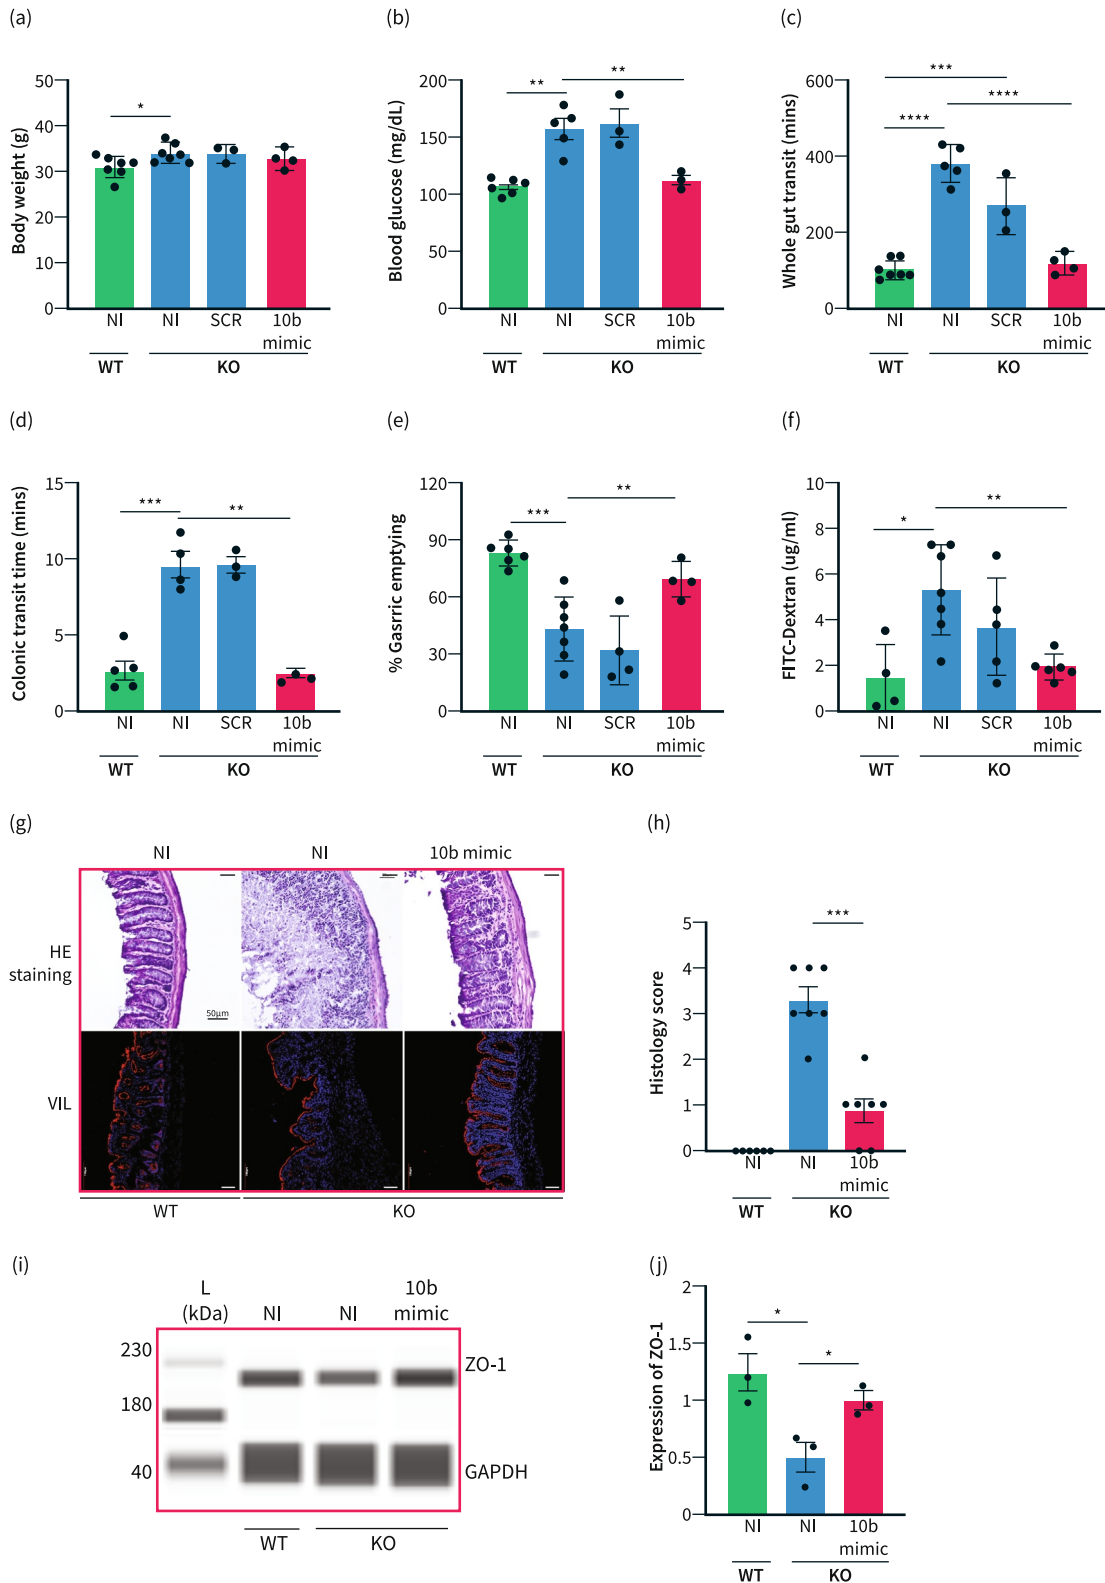 (a)
(b)
(c)
Body weight (g)
50
40
30
20
10
0
*
NI
NI
SCR
10b
mimic
WT
KO
Blood glucose (mg/dL)
200
150
100
50
0
**
**
NI
NI
SCR
10b
mimic
WT
KO
Whole gut transit (mins)
600
400
200
0
***
****
****
NI
NI
SCR
10b
mimic
WT
KO
(d)
(e)
(f)
Colonic transit time (mins)
15
10
5
0
***
**
NI
NI
SCR
10b
mimic
WT
KO
% Gasrric emptying
120
90
60
30
0
***
**
NI
NI
SCR
10b
mimic
WT
KO
FITC-Dextran (ug/ml)
10
8
6
4
2
0
*
**
NI
NI
SCR
10b
mimic
WT
KO
(g)
NI
NI
10b mimic
HE
staining
50μm
VIL
WT
KO
(h)
Histology score
5
4
3
2
1
0
***
NI
NI
10b
mimic
WT
KO
(i)
L
(kDa)
NI
NI
10b
mimic
230
180
40
ZO-1
GAPDH
WT
KO
(j)
Expression of ZO-1
2
1.5
1
0.5
0
*
*
NI
NI
10b
mimic
WT
KO